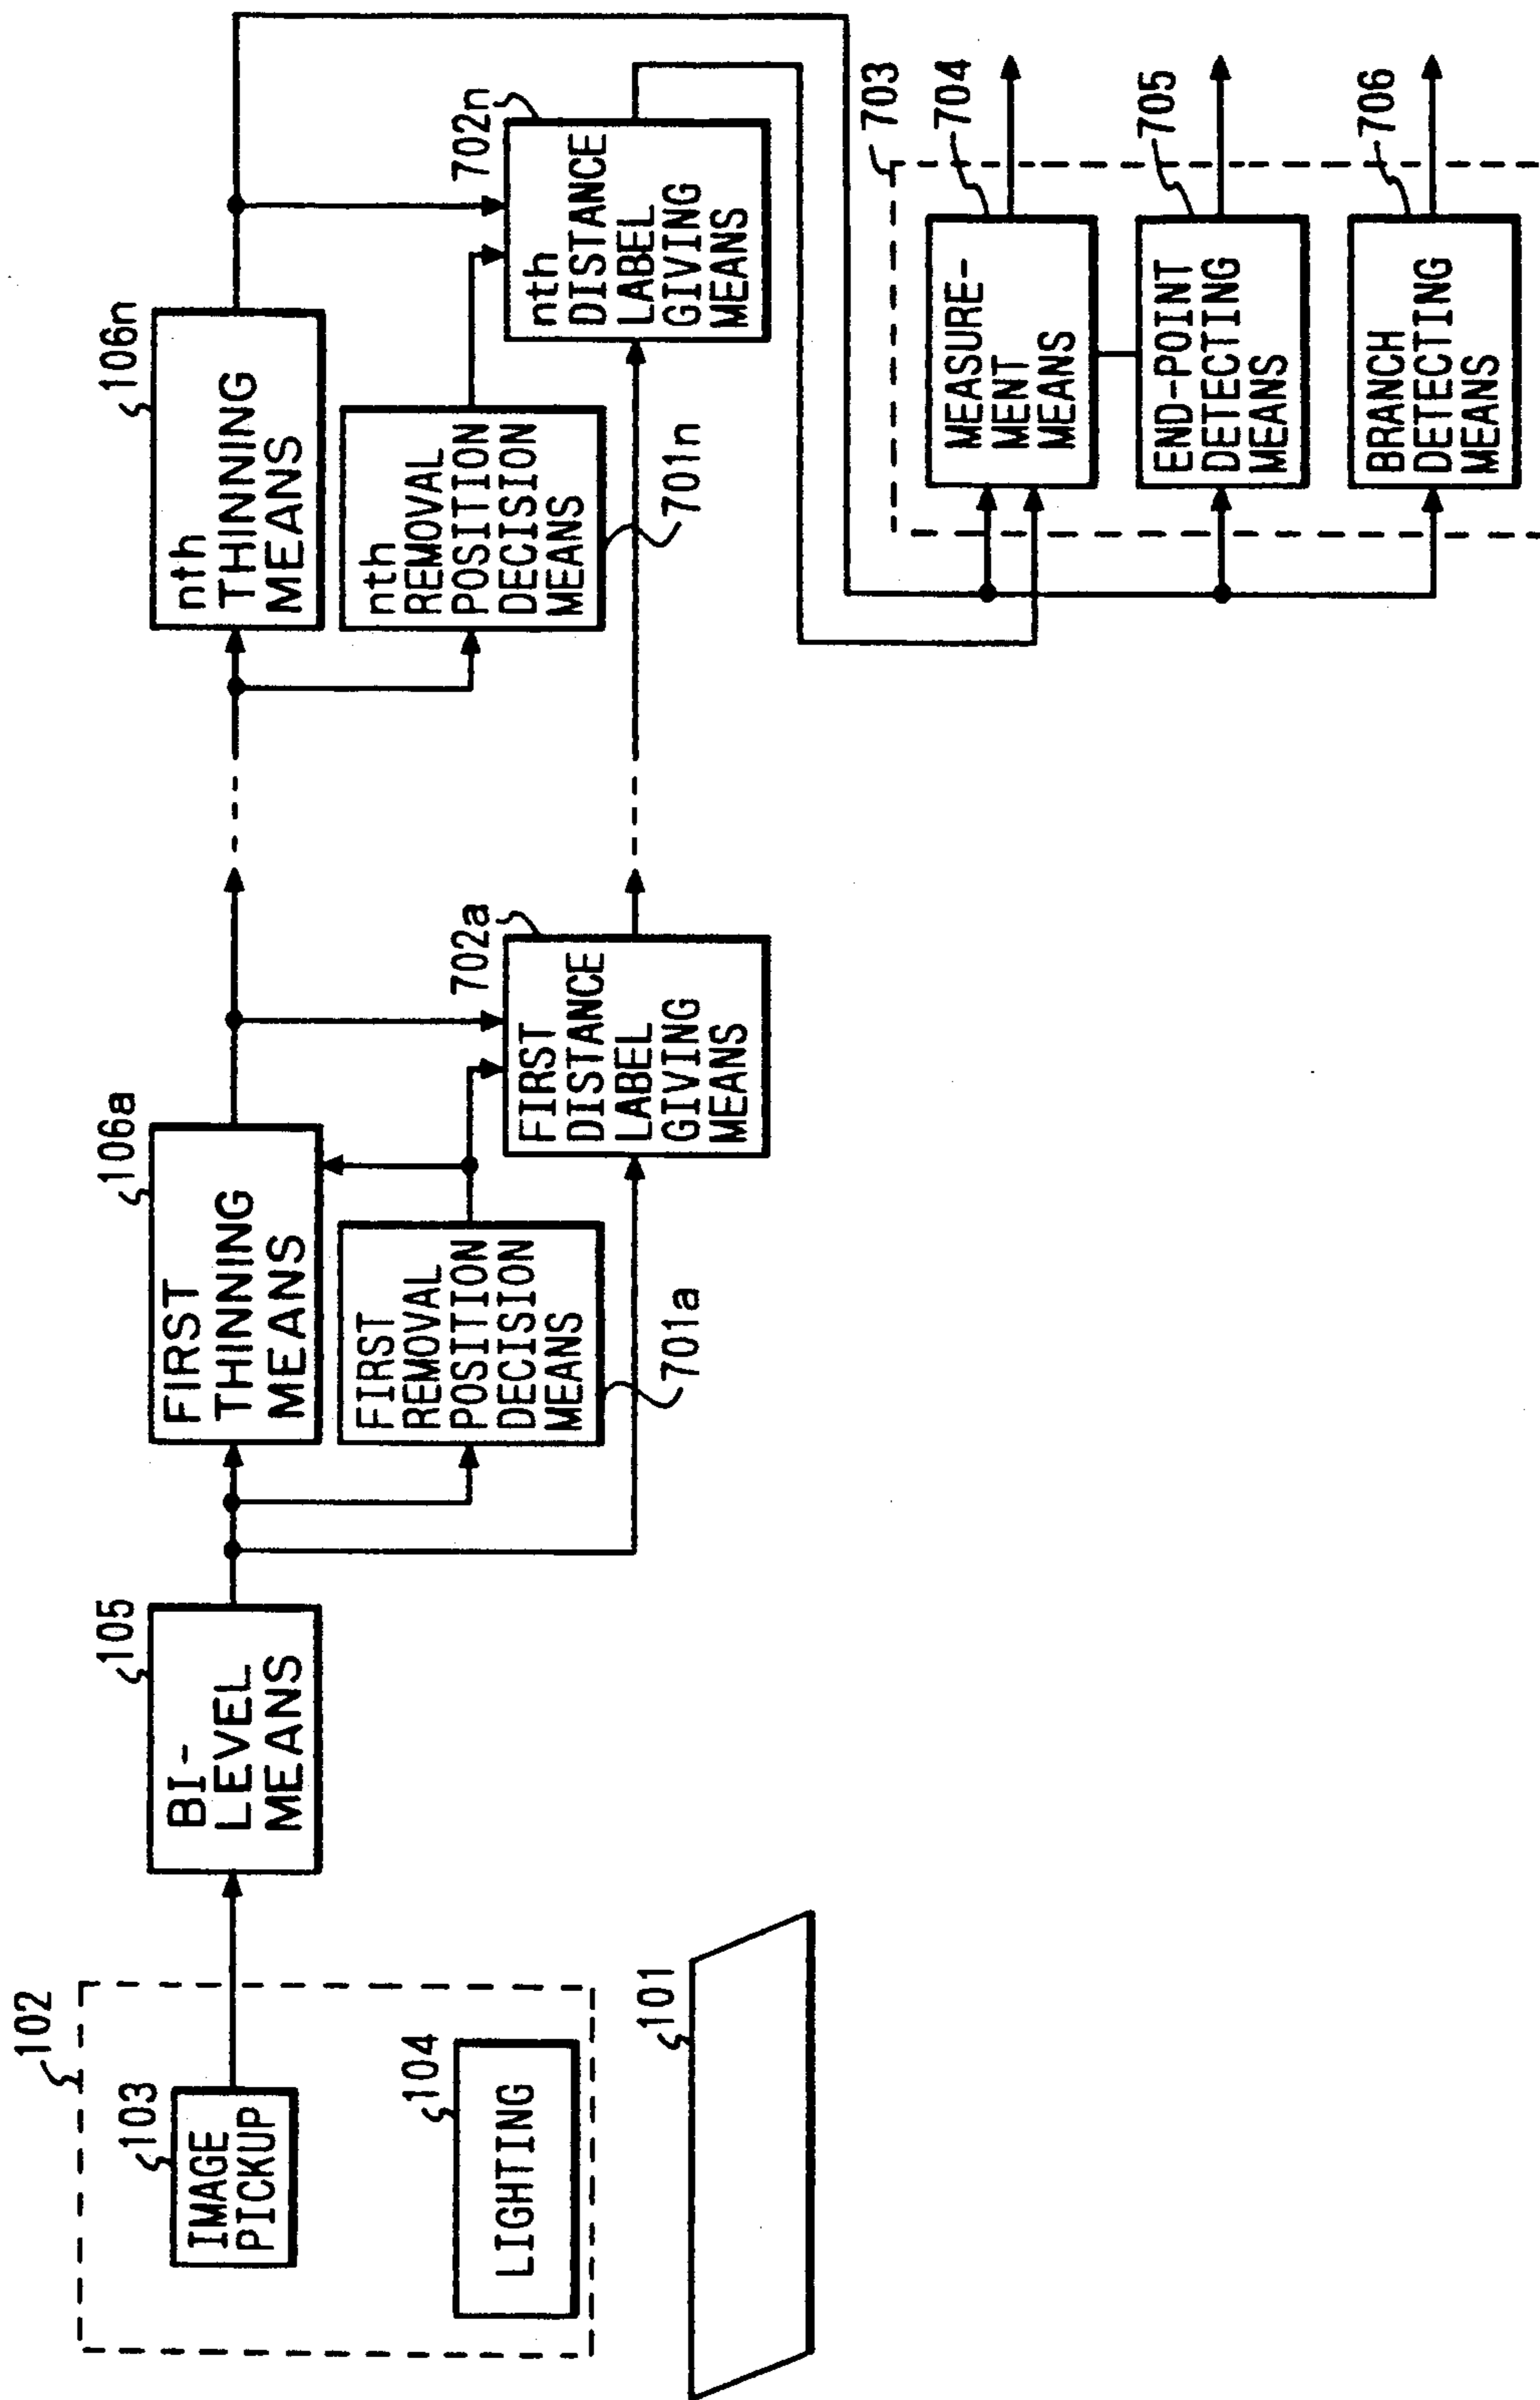 102
103
IMAGE
PICKUP
104
LIGHTING
101
105
BI-
LEVEL
MEANS
106a
FIRST
THINNING
MEANS
FIRST
REMOVAL
POSITION
DECISION
MEANS
701a
702a
FIRST
DISTANCE
LABEL
GIVING
MEANS
106n
nth
THINNING
MEANS
nth
REMOVAL
POSITION
DECISION
MEANS
701n
702n
nth
DISTANCE
LABEL
GIVING
MEANS
703
704
MEASURE-
MENT
MEANS
705
END-POINT
DETECTING
MEANS
706
BRANCH
DETECTING
MEANS